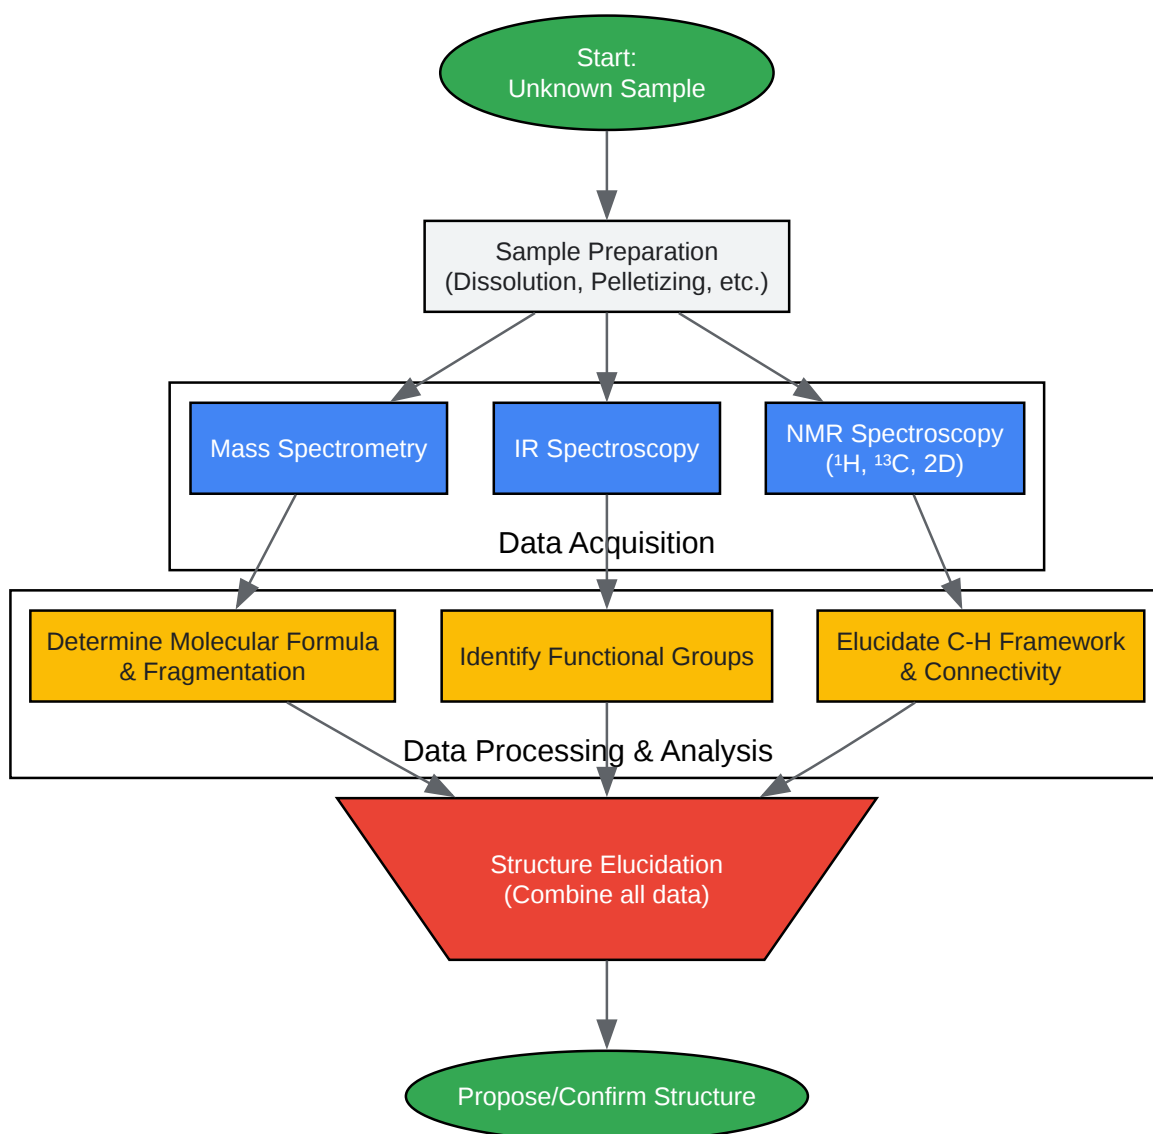 Start:
Unknown Sample
Sample Preparation
(Dissolution, Pelletizing, etc.)
Mass Spectrometry
IR Spectroscopy
NMR Spectroscopy
(¹H, ¹³C, 2D)
Data Acquisition
Determine Molecular Formula
& Fragmentation
Identify Functional Groups
Elucidate C-H Framework
& Connectivity
Data Processing & Analysis
Structure Elucidation
(Combine all data)
Propose/Confirm Structure